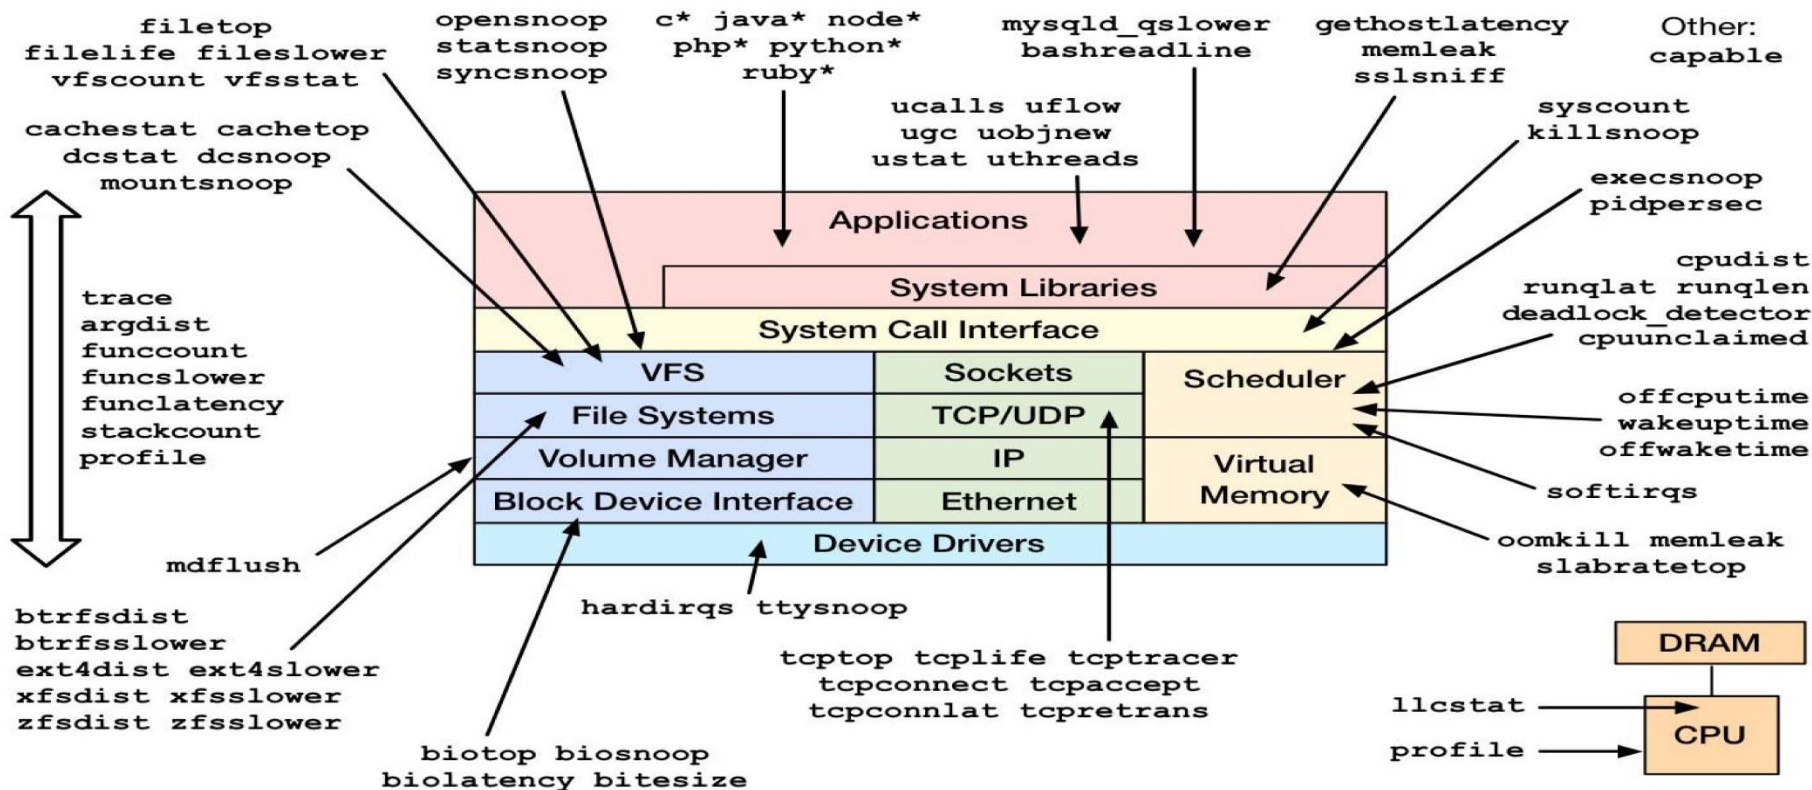 filetop
filelife fileslower
vfscount vfsstat
opensnoop
statsnoop
syncsnoop
c* java* node*
php* python*
ruby*
mysqld_qslower
bashreadline
gethostlatency
memleak
sslsniff
Other:
capable
cachestat cachetop
dcstat dcsnoop
mountsnoop
ucalls uflow
ugc uobjnew
ustat uthreads
syscount
killsnoop
execsnoop
pidpersec
Applications
System Libraries
System Call Interface
cpudist
runqlat runqlen
deadlock_detector
cpuunclaimed
trace
argdist
funccount
funcslower
funclatency
stackcount
profile
VFS
Sockets
Scheduler
File Systems
TCP/UDP
offcputime
wakeuptime
offwaketime
Volume Manager
IP
Virtual
Memory
softirqs
Block Device Interface
Ethernet
Device Drivers
oomkill memleak
slabratetop
mdflush
hardirqs ttysnoop
btrfsdist
btrfsslower
ext4dist ext4slower
xfsdist xfsslower
zfsdist zfsslower
tcptop tcplife tcptracer
tcpconnect tcpaccept
tcpconnlat tcpretrans
biotop biosnoop
biolatency bitesize
DRAM
llcstat
CPU
profile